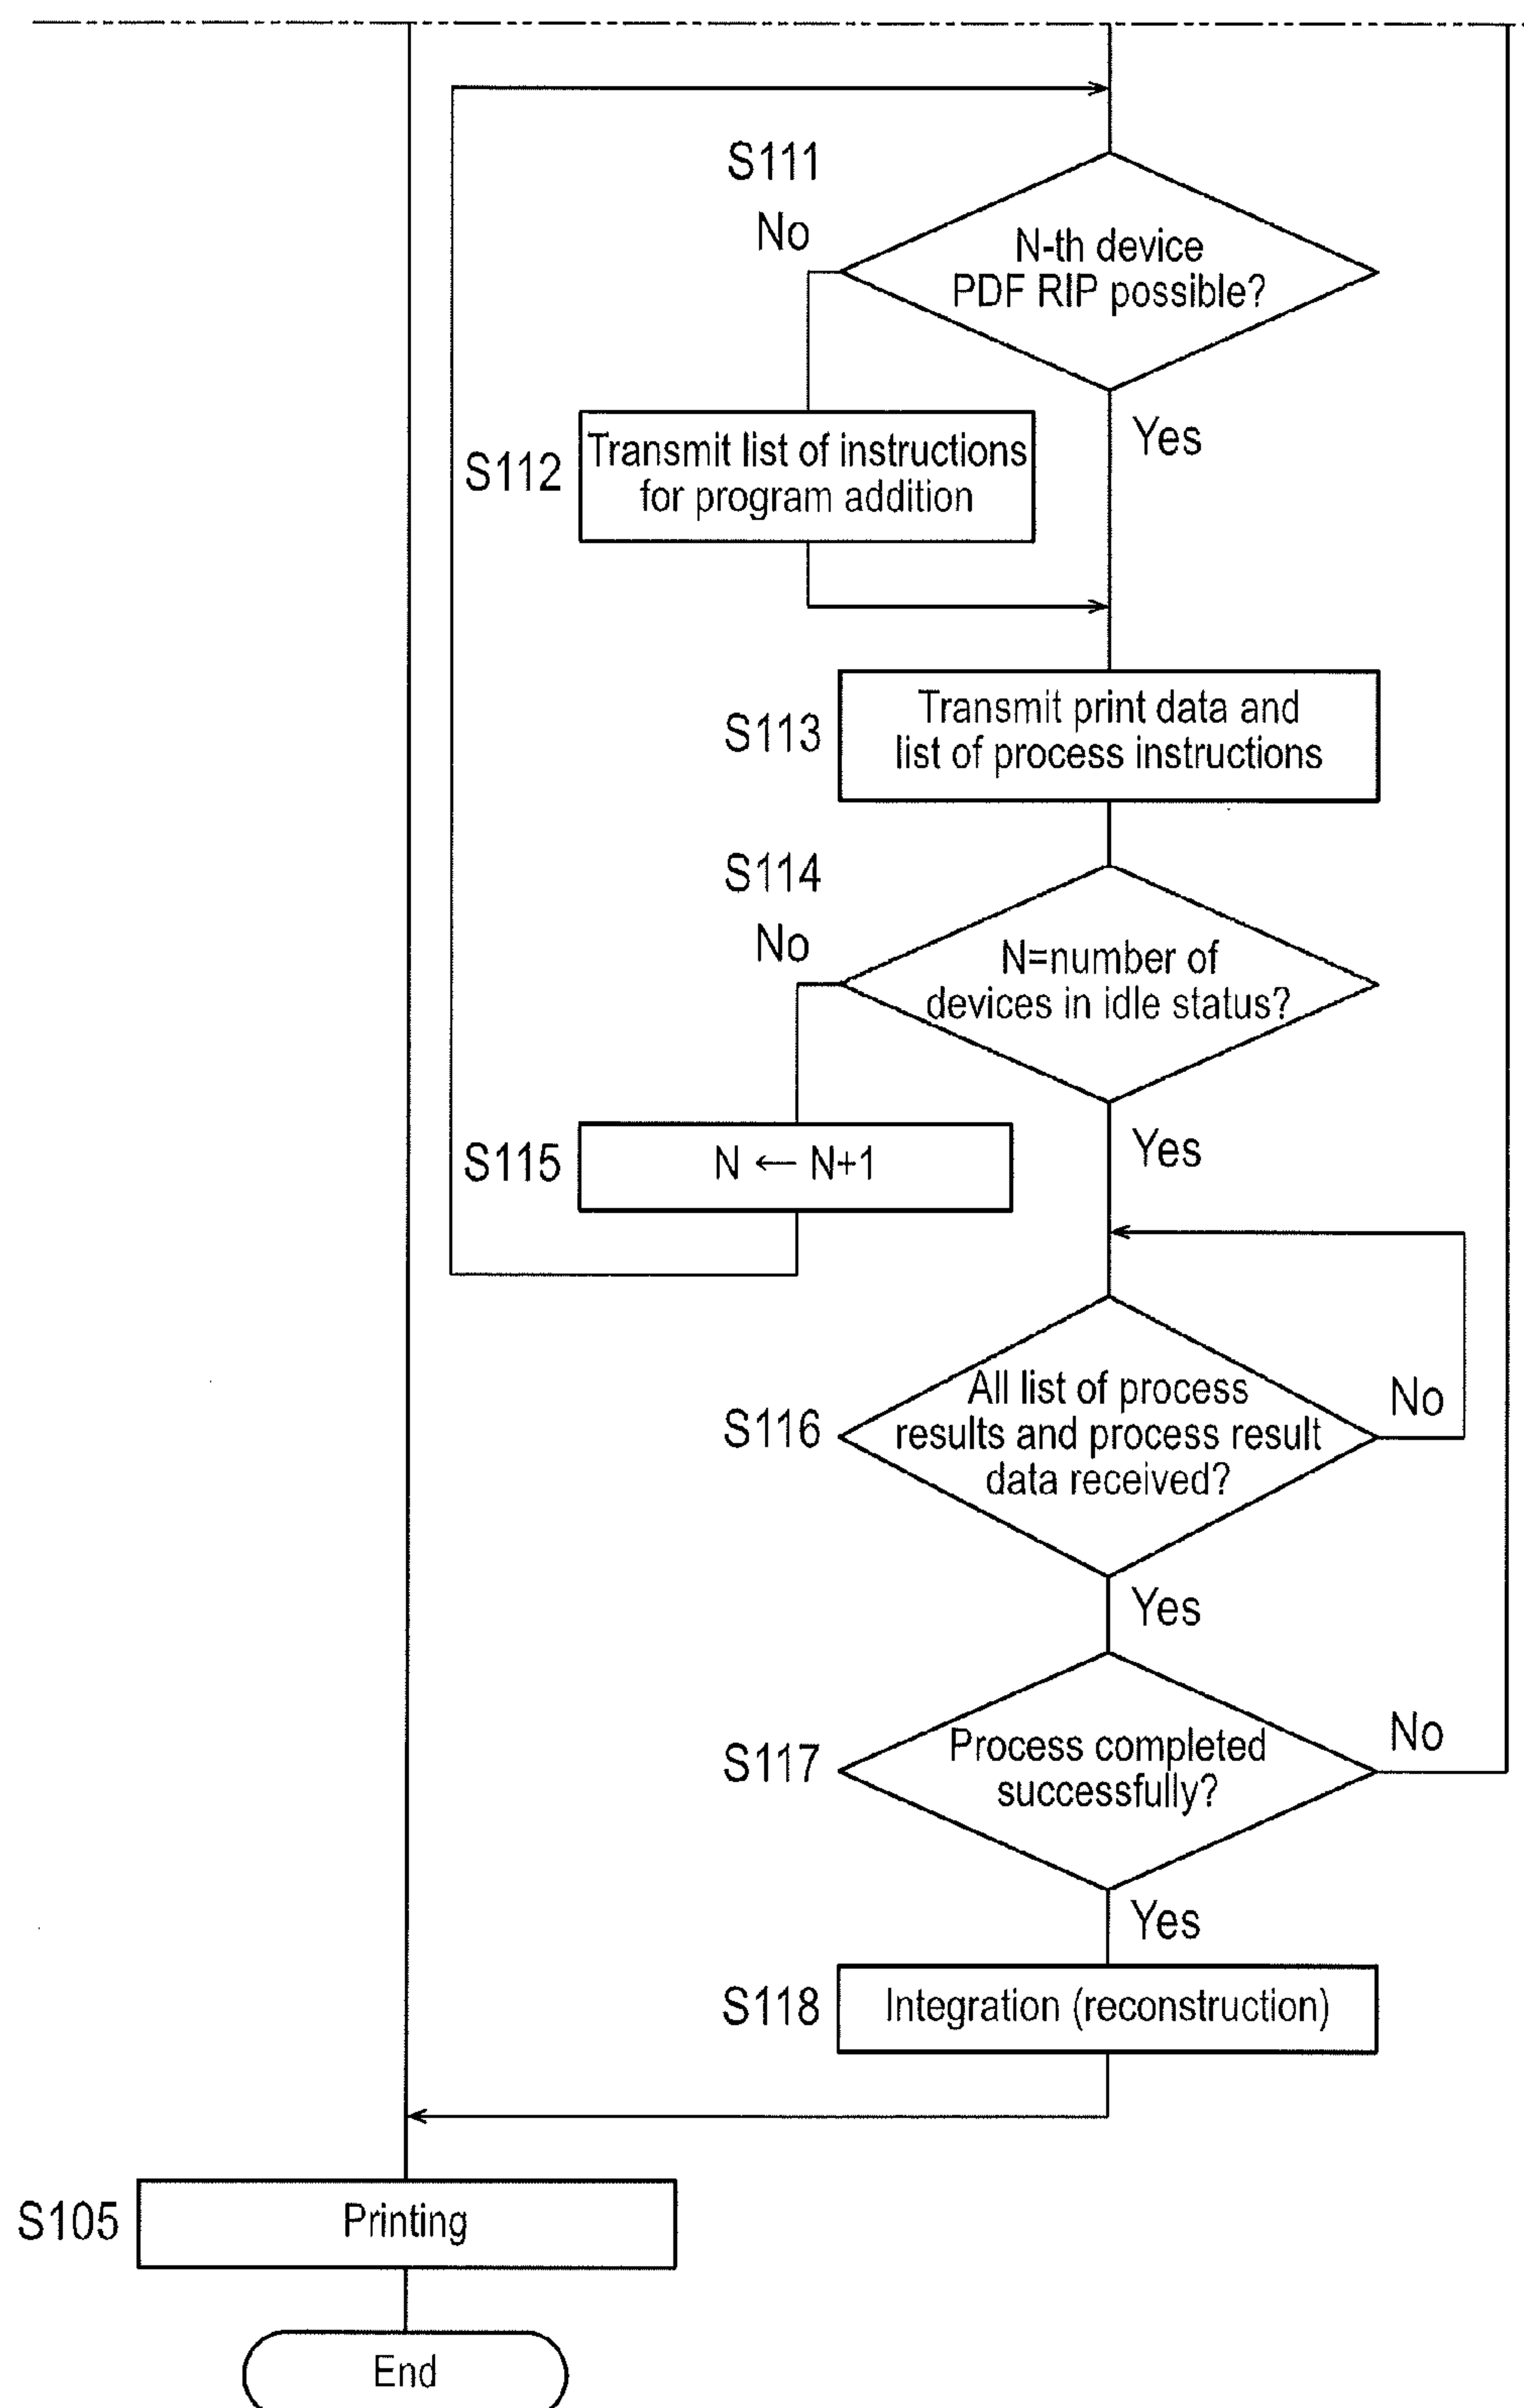 S111
No
N-th device
PDF RIP possible?
Yes
S112
Transmit list of instructions
for program addition
S113
Transmit print data and
list of process instructions
S114
No
N=number of
devices in idle status?
Yes
S115
N ← N+1
S116
All list of process
results and process result
data received?
No
Yes
S117
Process completed
successfully?
No
Yes
S118
Integration (reconstruction)
S105
Printing
End